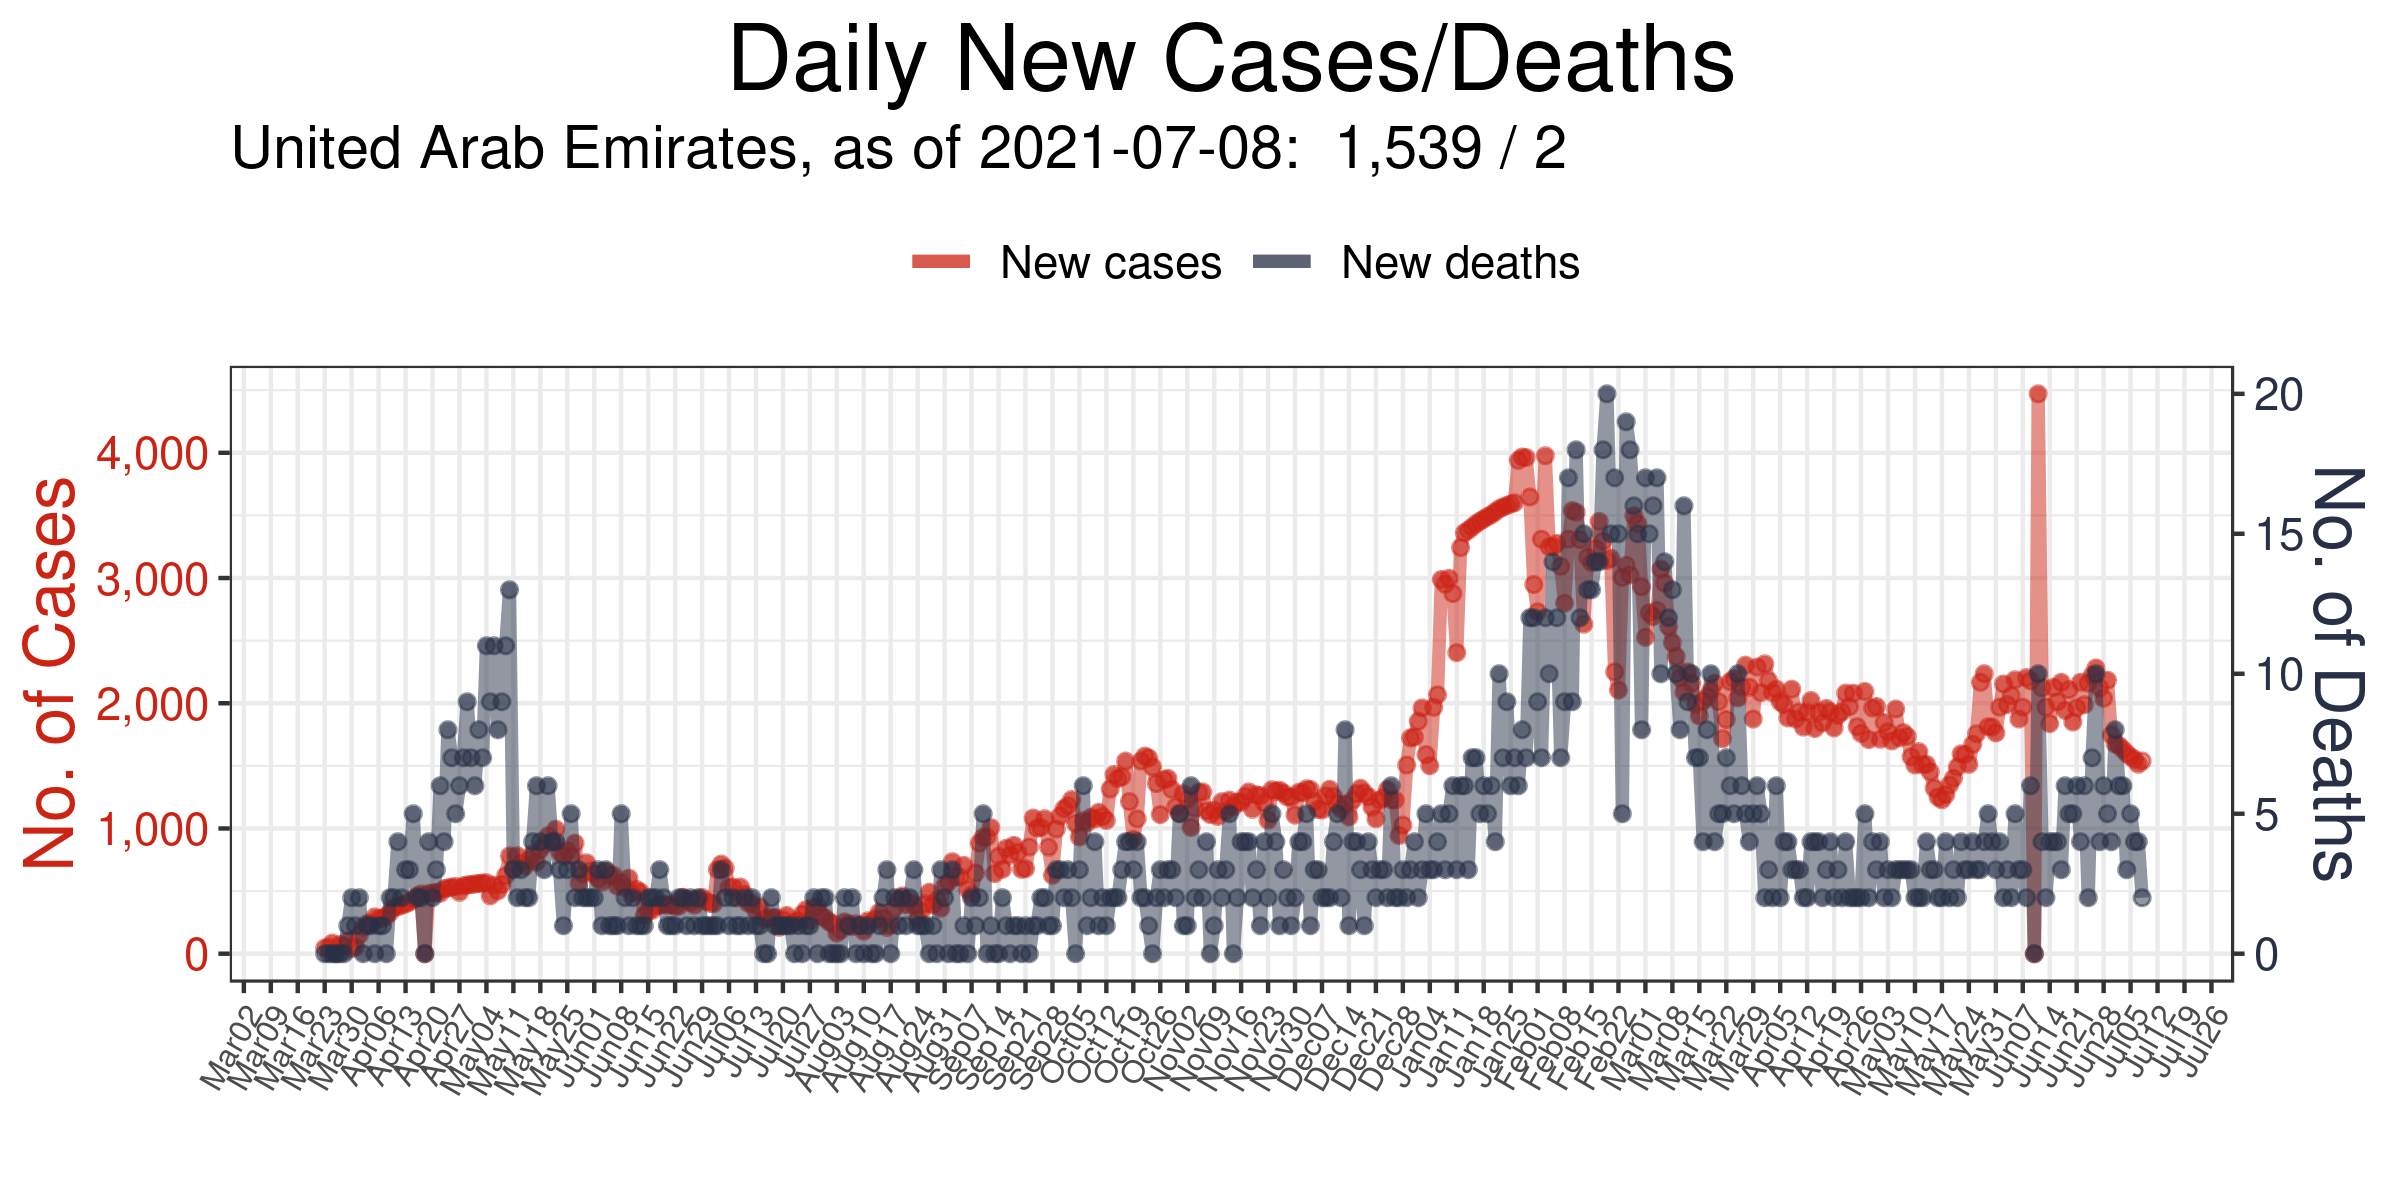 Daily New Cases/Deaths
United Arab Emirates, as of 2021-07-08: 1,539 / 2
New cases
New deaths
No. of Cases
4,000
3,000
2,000
1,000
0
20
15
10
5
0
No. of Deaths
Mar02
Mar09
Mar16
Mar23
Mar30
Apr06
Apr13
Apr20
Apr27
May04
May11
May18
May25
Jun01
Jun08
Jun15
Jun22
Jun29
Jul06
Jul13
Jul20
Jul27
Aug03
Aug10
Aug17
Aug24
Aug31
Sep07
Sep14
Sep21
Sep28
Oct05
Oct12
Oct19
Oct26
Nov02
Nov09
Nov16
Nov23
Nov30
Dec07
Dec14
Dec21
Dec28
Jan04
Jan11
Jan18
Jan25
Feb01
Feb08
Feb15
Feb22
Mar01
Mar08
Mar15
Mar22
Mar29
Apr05
Apr12
Apr19
Apr26
May03
May10
May17
May24
May31
Jun07
Jun14
Jun21
Jun28
Jul05
Jul12
Jul19
Jul26